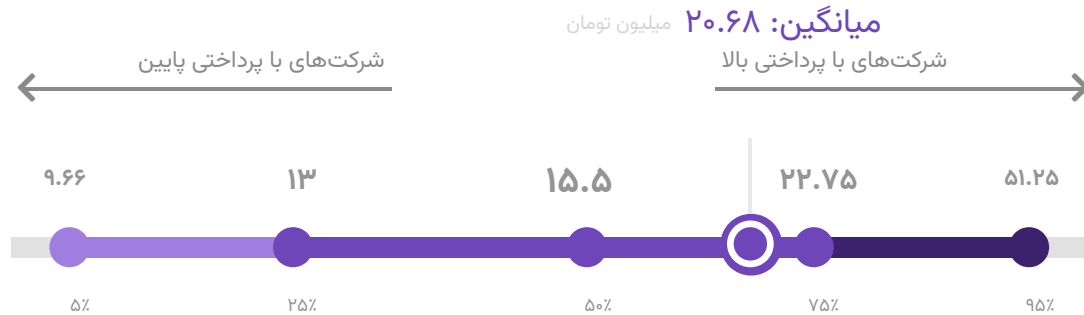 میانگین: ۲۰.۶۸ میلیون تومان
شرکت‌های با پرداختی بالا
شرکت‌های با پرداختی پایین
۹.۶۶ ۱۳ ۱۵.۵ ۲۲.۷۵ ۵۱.۲۵
۵٪ ۲۵٪ ۵۰٪ ۷۵٪ ۹۵٪